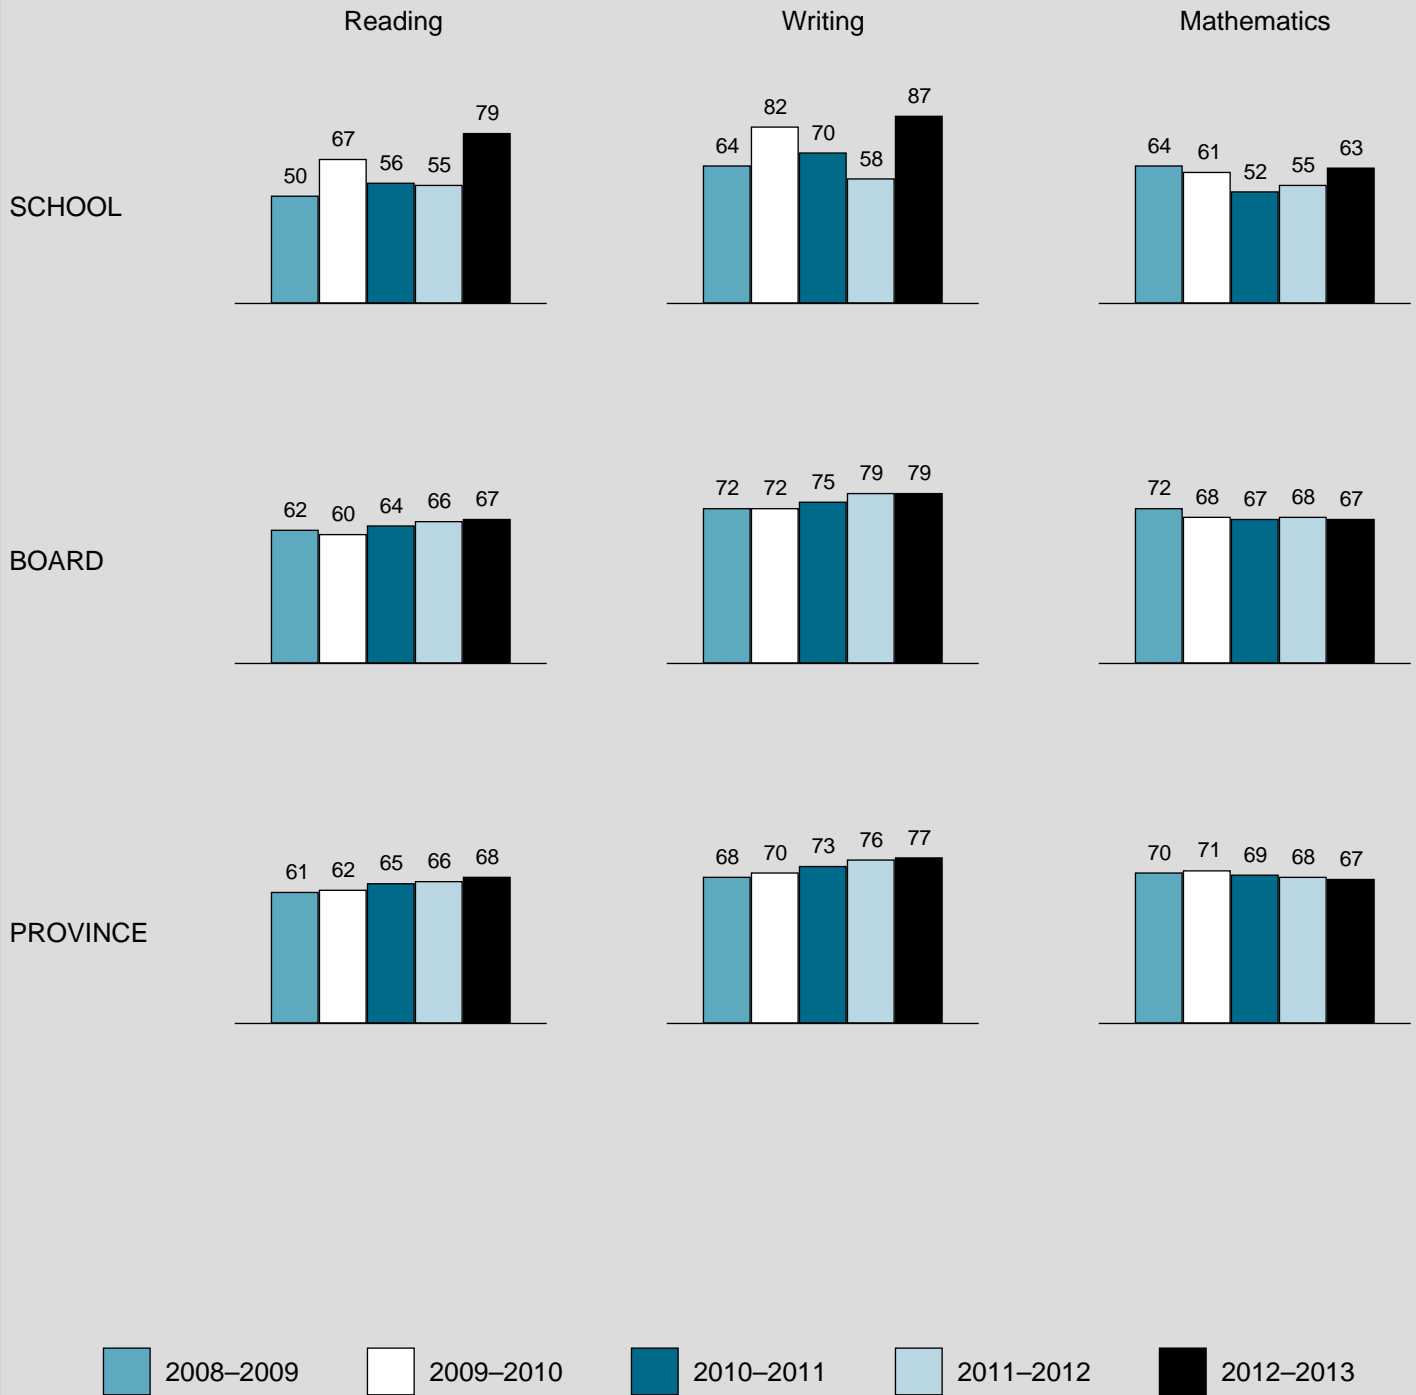 Reading Writing Mathematics
SCHOOL
50 67 56 55 79
64 82 70 58 87
64 61 52 55 63
BOARD
62 60 64 66 67
72 72 75 79 79
72 68 67 68 67
PROVINCE
61 62 65 66 68
68 70 73 76 77
70 71 69 68 67
2008–2009 2009–2010 2010–2011 2011–2012 2012–2013